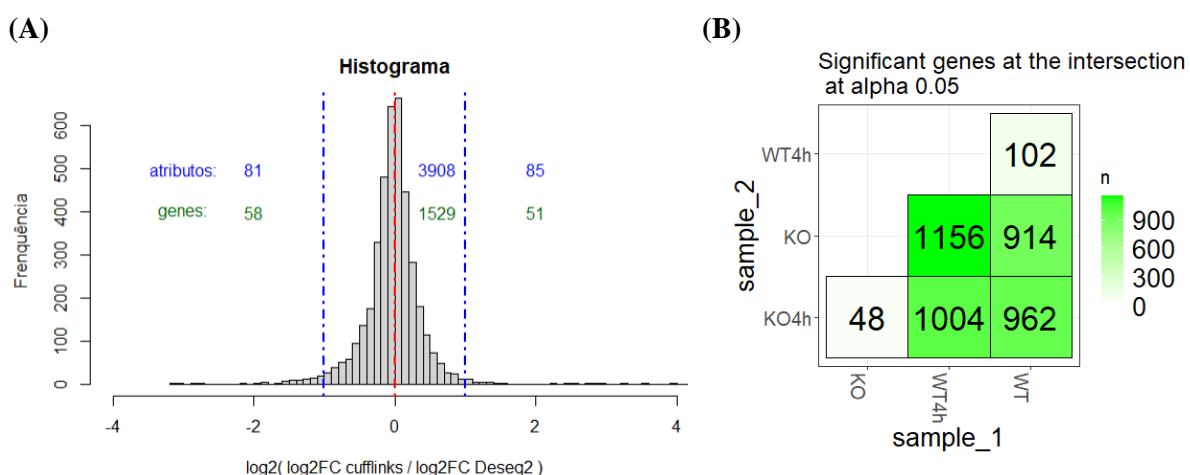 (A)
Histograma
Frenquência
600
500
400
300
200
100
0
atributos: 81 3908 85
genes: 58 1529 51
-4 -2 0 2 4
log2( log2FC cufflinks / log2FC Deseq2 )
(B)
Significant genes at the intersection
at alpha 0.05
sample_2
WT4h 102
KO 1156 914
KO4h 48 1004 962
KO WT4h WT
sample_1
n
900
600
300
0